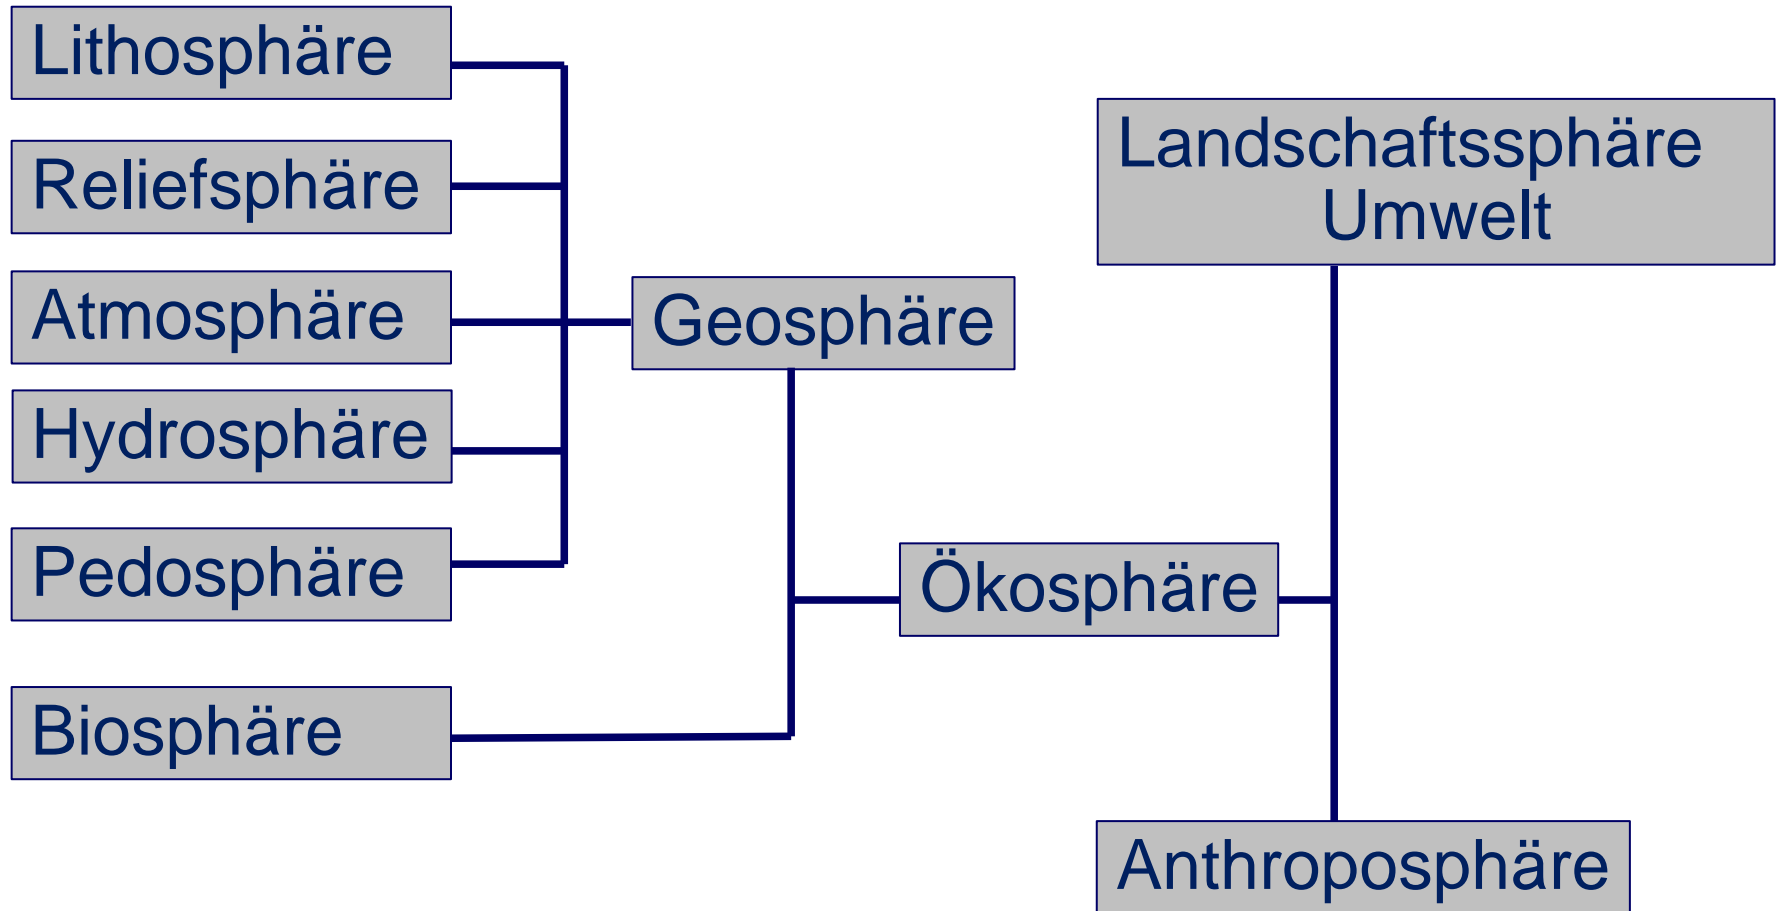 Lithosphäre
Reliefsphäre
Atmosphäre
Hydrosphäre
Pedosphäre
Biosphäre
Geosphäre
Ökosphäre
Landschaftssphäre
Umwelt
Anthroposphäre